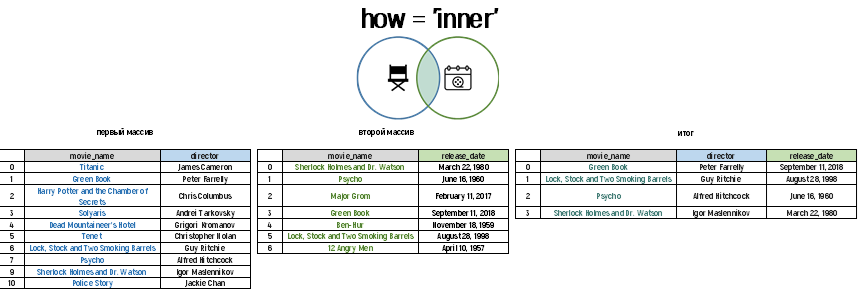 how = 'inner'
первый массив
второй массив
итог
movie_name director
0 Titanic James Cameron
1 Green Book Peter Farrelly
2 Harry Potter and the Chamber of Secrets Chris Columbus
3 Solyaris Andrei Tarkovsky
4 Dead Mountaineer's Hotel Grigori Kromanov
5 Tenet Christopher Nolan
6 Lock, Stock and Two Smoking Barrels Guy Ritchie
7 Psycho Alfred Hitchcock
9 Sherlock Holmes and Dr. Watson Igor Maslennikov
10 Police Story Jackie Chan
movie_name release_date
0 Sherlock Holmes and Dr. Watson March 22, 1980
1 Psycho June 16, 1960
2 Major Grom February 11, 2017
3 Green Book September 11, 2018
4 Ben-Hur November 18, 1959
5 Lock, Stock and Two Smoking Barrels August 28, 1998
6 12 Angry Men April 10, 1957
movie_name director release_date
0 Green Book Peter Farrelly September 11, 2018
1 Lock, Stock and Two Smoking Barrels Guy Ritchie August 28, 1998
2 Psycho Alfred Hitchcock June 16, 1960
3 Sherlock Holmes and Dr. Watson Igor Maslennikov March 22, 1980